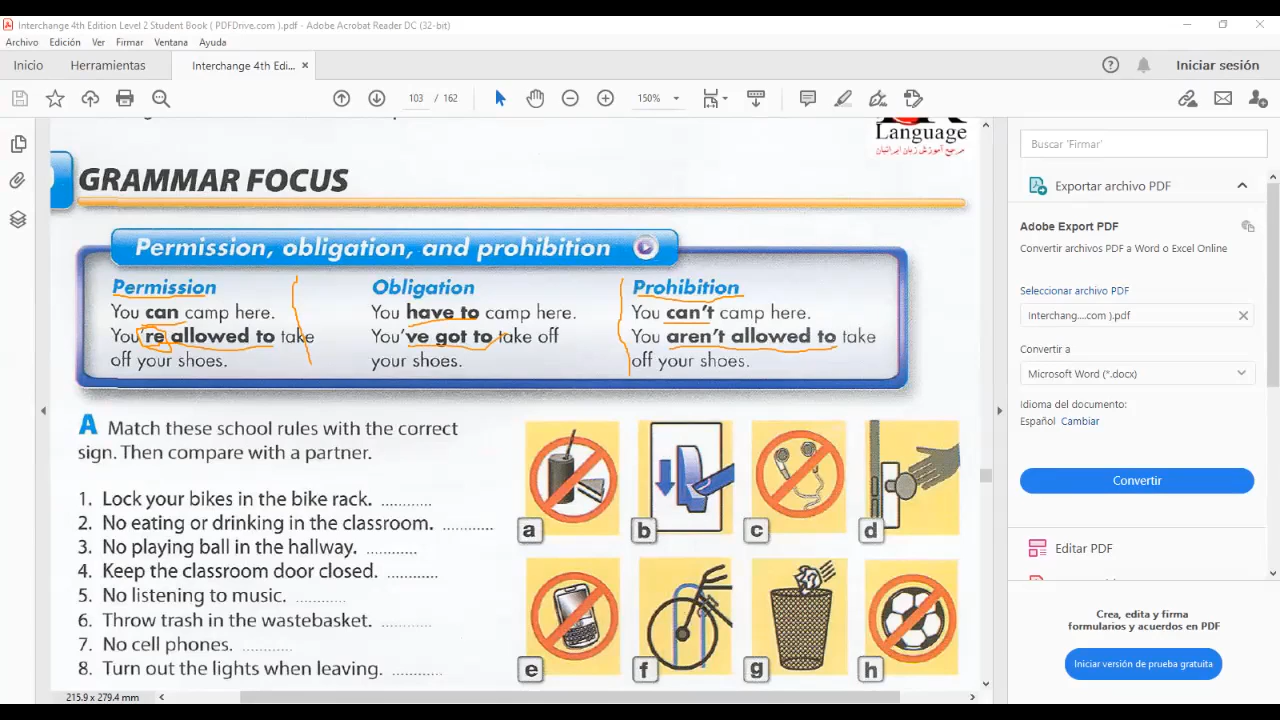 Interchange 4th Edition Level 2 Student Book ( PDFDrive.com ).pdf - Adobe Acrobat Reader DC (32-bit)
Archivo Edición Ver Firmar Ventana Ayuda
Inicio Herramientas Interchange 4th Edi... × Iniciar sesión
103 / 162 150%
Language
مرجع آموزش زبان ایرانیان
GRAMMAR FOCUS
Permission, obligation, and prohibition
Permission Obligation Prohibition
You can camp here. You have to camp here. You can't camp here.
You're allowed to take You've got to take off You aren't allowed to take
off your shoes. your shoes. off your shoes.
A Match these school rules with the correct
sign. Then compare with a partner.
1. Lock your bikes in the bike rack. ............
2. No eating or drinking in the classroom. ............
3. No playing ball in the hallway. ............
4. Keep the classroom door closed. ............
5. No listening to music. ............
6. Throw trash in the wastebasket. ............
7. No cell phones. ............
8. Turn out the lights when leaving. ............
a b c d
e f g h
215.9 x 279.4 mm
Buscar 'Firmar'
Exportar archivo PDF
Adobe Export PDF
Convertir archivos PDF a Word o Excel Online
Seleccionar archivo PDF
Interchang....com ).pdf
Convertir a
Microsoft Word (*.docx)
Idioma del documento:
Español Cambiar
Convertir
Editar PDF
Crea, edita y firma
formularios y acuerdos en PDF
Iniciar versión de prueba gratuita